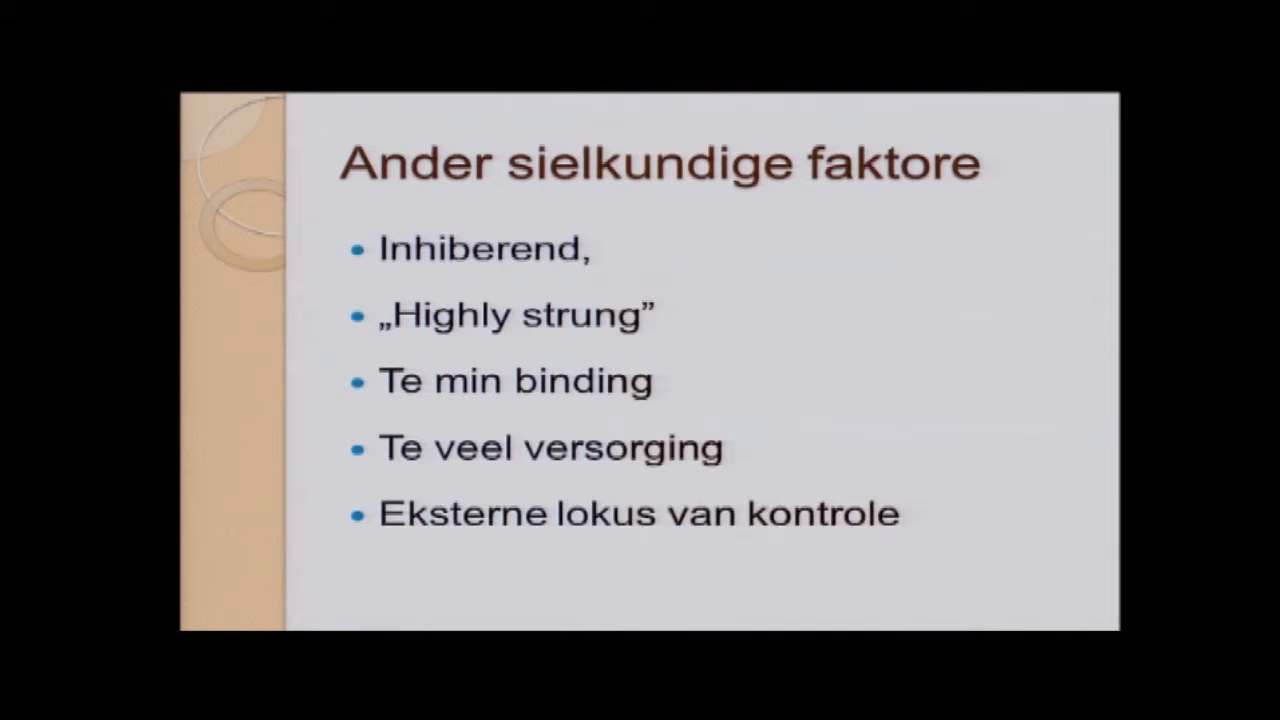 Ander sielkundige faktore
• Inhiberend,
• „Highly strung”
• Te min binding
• Te veel versorging
• Eksterne lokus van kontrole